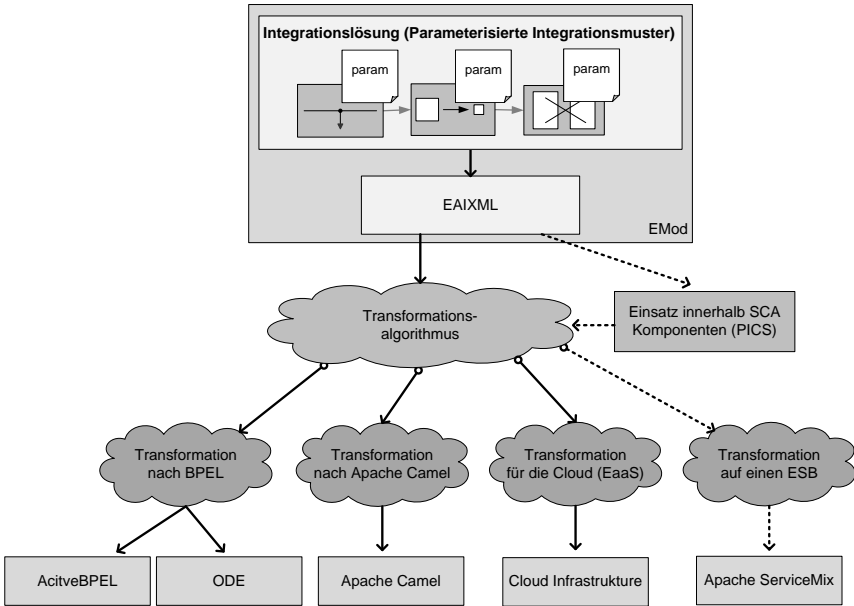 Integrationslösung (Parameterisierte Integrationsmuster)
param
param
param
EAIXML
EMod
Transformations-
algorithmus
Einsatz innerhalb SCA
Komponenten (PICS)
Transformation
nach BPEL
Transformation
nach Apache Camel
Transformation
für die Cloud (EaaS)
Transformation
auf einen ESB
AcitveBPEL
ODE
Apache Camel
Cloud Infrastrukture
Apache ServiceMix